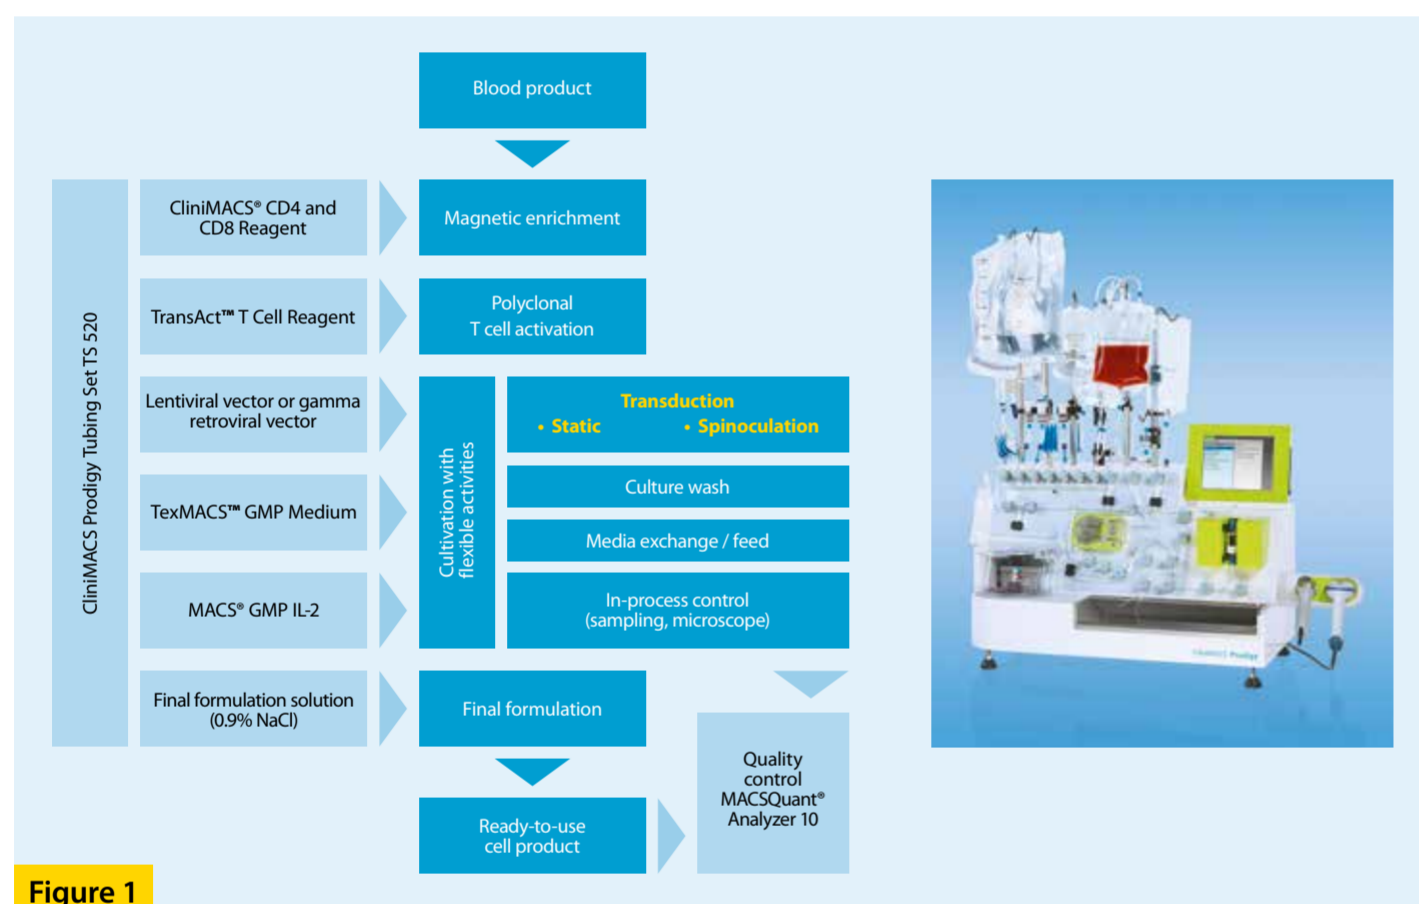 Blood product
CliniMACS Prodigy Tubing Set TS 520
CliniMACS® CD4 and
CD8 Reagent
Magnetic enrichment
TransAct™ T Cell Reagent
Polyclonal
T cell activation
Lentiviral vector or gamma
retroviral vector
TexMACS™ GMP Medium
MACS® GMP IL-2
Cultivation with
flexible activities
Transduction
• Static • Spinoculation
Culture wash
Media exchange / feed
In-process control
(sampling, microscope)
Final formulation solution
(0.9% NaCl)
Final formulation
Ready-to-use
cell product
Quality
control
MACSQuant®
Analyzer 10
Prodigy
Figure 1